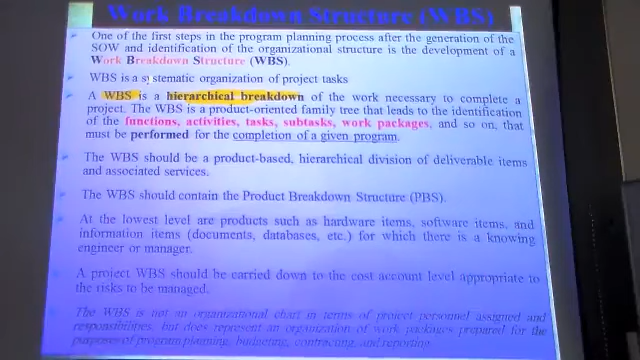 Work Breakdown Structure (WBS)
One of the first steps in the program planning process after the generation of the
SOW and identification of the organizational structure is the development of a
Work Breakdown Structure (WBS).
WBS is a systematic organization of project tasks
A WBS is a hierarchical breakdown of the work necessary to complete a
project. The WBS is a product-oriented family tree that leads to the identification
of the functions, activities, tasks, subtasks, work packages, and so on, that
must be performed for the completion of a given program.
The WBS should be a product-based, hierarchical division of deliverable items
and associated services.
The WBS should contain the Product Breakdown Structure (PBS).
At the lowest level are products such as hardware items, software items, and
information items (documents, databases, etc.) for which there is a knowing
engineer or manager.
A project WBS should be carried down to the cost account level appropriate to
the risks to be managed.
The WBS is not an organizational chart in terms of project personnel assigned and
responsibilities, but does represent an organization of work packages prepared for the
purposes of program planning, budgeting, contracting, and reporting.